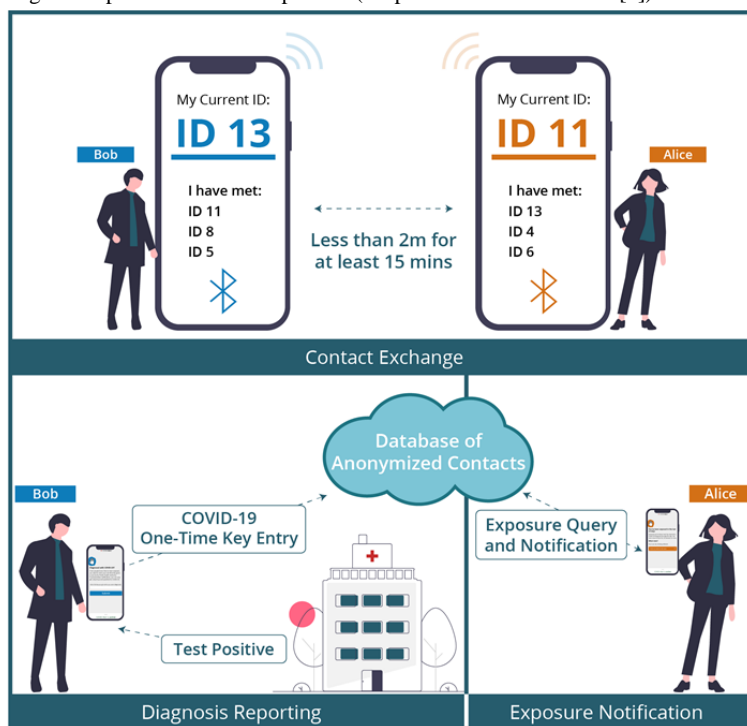 My Current ID:
ID 13
Bob
I have met:
ID 11
ID 8
ID 5
Less than 2m for
at least 15 mins
My Current ID:
ID 11
Alice
I have met:
ID 13
ID 4
ID 6
Contact Exchange
Database of
Anonymized Contacts
Bob
COVID-19
One-Time Key Entry
Test Positive
Diagnosis Reporting
Alice
Exposure Query
and Notification
Exposure Notification